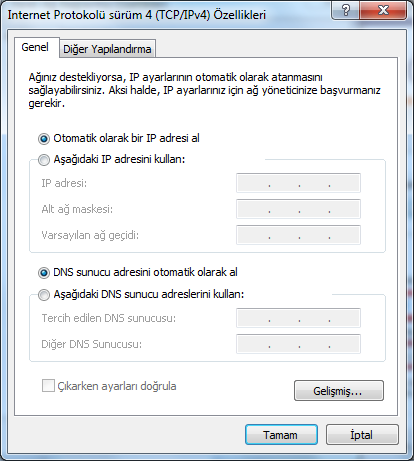 Internet Protokolü sürüm 4 (TCP/IPv4) Özellikleri
Genel
Diğer Yapılandırma
Ağınız destekliyorsa, IP ayarlarının otomatik olarak atanmasını
sağlayabilirsiniz. Aksi halde, IP ayarlarınız için ağ yöneticinize başvurmanız
gerekir.
Otomatik olarak bir IP adresi al
Aşağıdaki IP adresini kullan:
IP adresi:
Alt ağ maskesi:
Varsayılan ağ geçidi:
DNS sunucu adresini otomatik olarak al
Aşağıdaki DNS sunucu adreslerini kullan:
Tercih edilen DNS sunucusu:
Diğer DNS Sunucusu:
Çıkarken ayarları doğrula
Gelişmiş...
Tamam
İptal